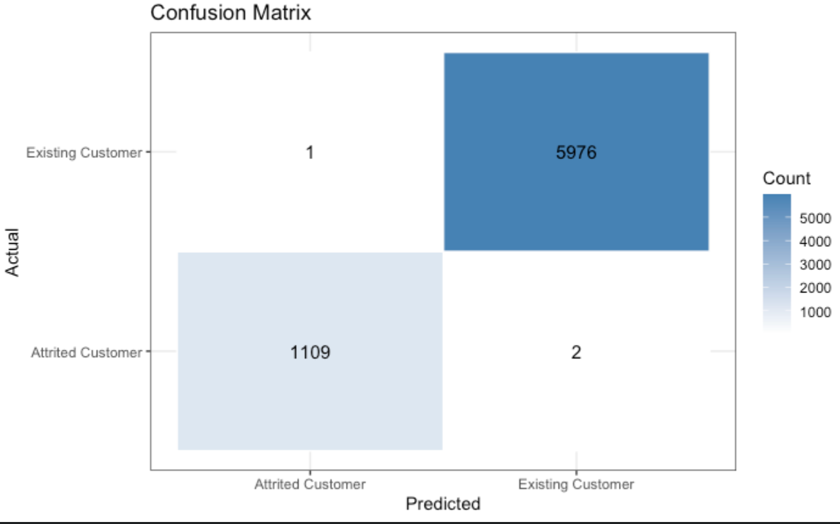 Confusion Matrix
Existing Customer
1
5976
Count
5000
4000
3000
2000
1000
Actual
Attrited Customer
1109
2
Attrited Customer
Existing Customer
Predicted